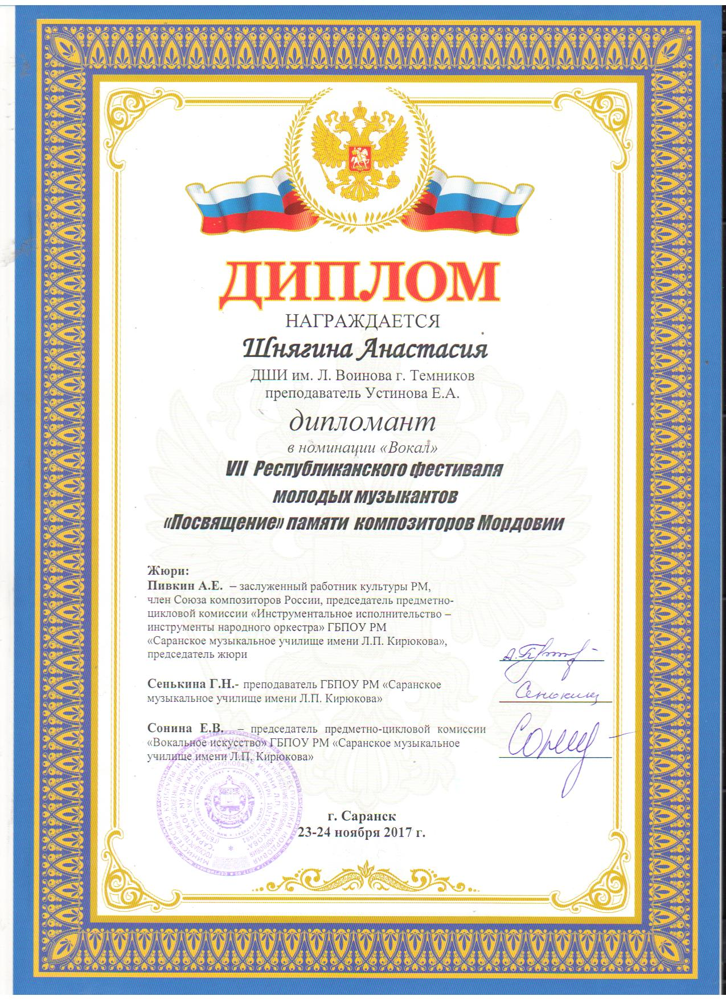 ДИПЛОМ
НАГРАЖДАЕТСЯ
Шнягина Анастасия
ДШИ им. Л. Воинова г. Темников
преподаватель Устинова Е.А.
дипломант
в номинации «Вокал»
VII Республиканского фестиваля
молодых музыкантов
«Посвящение» памяти композиторов Мордовии
Жюри:
Пивкин А.Е. – заслуженный работник культуры РМ,
член Союза композиторов России, председатель предметно-
цикловой комиссии «Инструментальное исполнительство –
инструменты народного оркестра» ГБПОУ РМ
«Саранское музыкальное училище имени Л.П. Кирюкова»,
председатель жюри
Сенькина Г.Н.- преподаватель ГБПОУ РМ «Саранское
музыкальное училище имени Л.П. Кирюкова»
Сонина Е.В. – председатель предметно-цикловой комиссии
«Вокальное искусство» ГБПОУ РМ «Саранское музыкальное
училище имени Л.П. Кирюкова»
г. Саранск
23-24 ноября 2017 г.